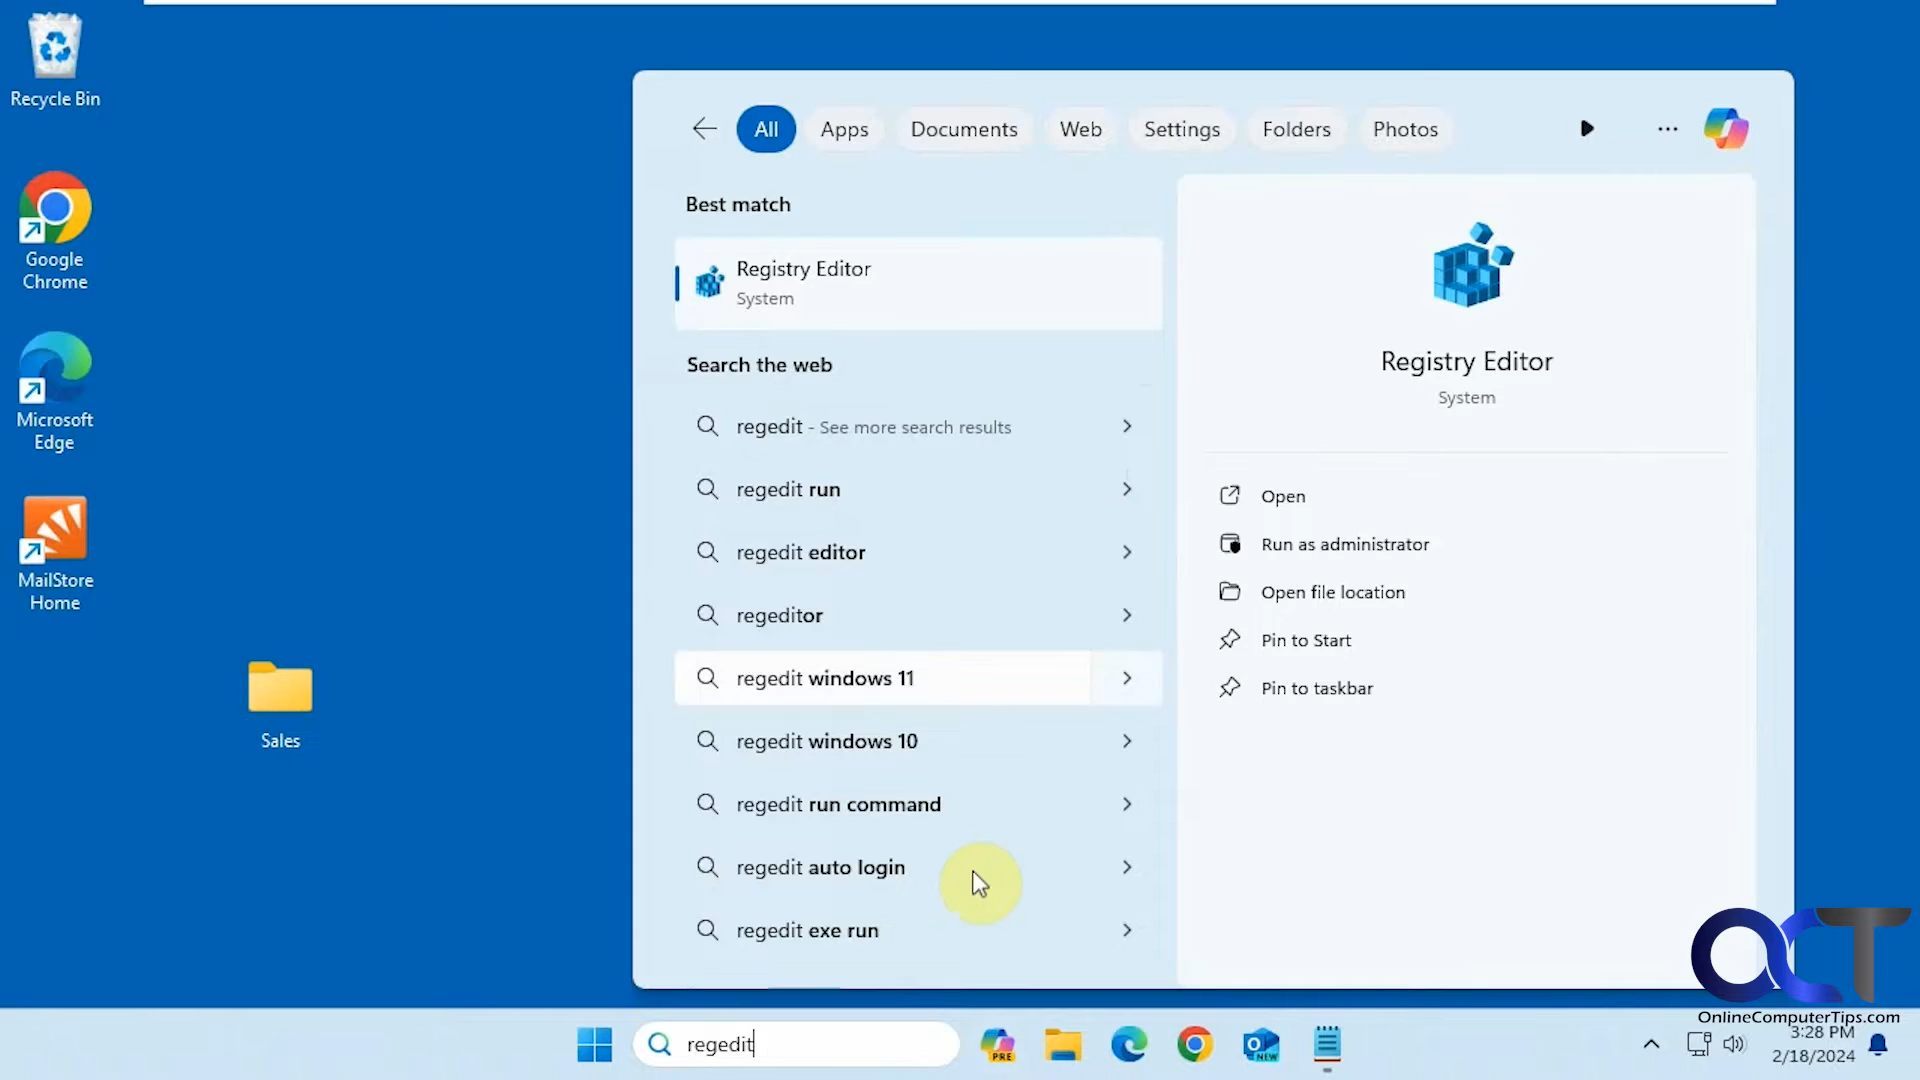 Recycle Bin
Google
Chrome
Microsoft
Edge
MailStore
Home
Sales
All
Apps
Documents
Web
Settings
Folders
Photos
Best match
Registry Editor
System
Search the web
regedit - See more search results
regedit run
regedit editor
regeditor
regedit windows 11
regedit windows 10
regedit run command
regedit auto login
regedit exe run
Registry Editor
System
Open
Run as administrator
Open file location
Pin to Start
Pin to taskbar
OCT
OnlineComputerTips.com
regedit
PRE
O
NEW
3:28 PM
2/18/2024